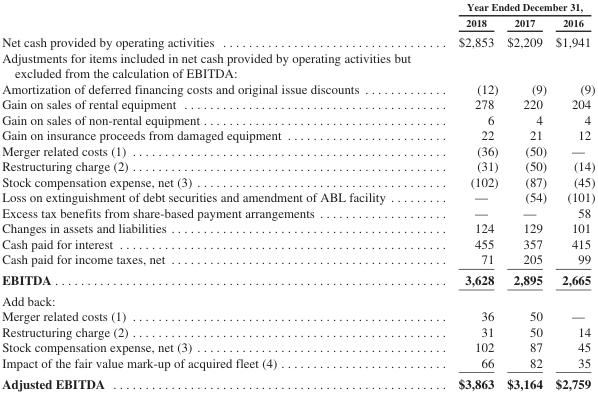 Year Ended December 31,
2018 2017 2016
Net cash provided by operating activities . . . . . . . . . . . . . . . . . . . . . . . . . . . . . . . . . . $2,853 $2,209 $1,941
Adjustments for items included in net cash provided by operating activities but
excluded from the calculation of EBITDA:
Amortization of deferred financing costs and original issue discounts . . . . . . . . . . . . . (12) (9) (9)
Gain on sales of rental equipment . . . . . . . . . . . . . . . . . . . . . . . . . . . . . . . . . . . . . . . . 278 220 204
Gain on sales of non-rental equipment . . . . . . . . . . . . . . . . . . . . . . . . . . . . . . . . . . . . . 6 4 4
Gain on insurance proceeds from damaged equipment . . . . . . . . . . . . . . . . . . . . . . . . . 22 21 12
Merger related costs (1) . . . . . . . . . . . . . . . . . . . . . . . . . . . . . . . . . . . . . . . . . . . . . . . . (36) (50) —
Restructuring charge (2) . . . . . . . . . . . . . . . . . . . . . . . . . . . . . . . . . . . . . . . . . . . . . . . . (31) (50) (14)
Stock compensation expense, net (3) . . . . . . . . . . . . . . . . . . . . . . . . . . . . . . . . . . . . . . (102) (87) (45)
Loss on extinguishment of debt securities and amendment of ABL facility . . . . . . . . . — (54) (101)
Excess tax benefits from share-based payment arrangements . . . . . . . . . . . . . . . . . . . . — — 58
Changes in assets and liabilities . . . . . . . . . . . . . . . . . . . . . . . . . . . . . . . . . . . . . . . . . . 124 129 101
Cash paid for interest . . . . . . . . . . . . . . . . . . . . . . . . . . . . . . . . . . . . . . . . . . . . . . . . . . 455 357 415
Cash paid for income taxes, net . . . . . . . . . . . . . . . . . . . . . . . . . . . . . . . . . . . . . . . . . . 71 205 99
EBITDA . . . . . . . . . . . . . . . . . . . . . . . . . . . . . . . . . . . . . . . . . . . . . . . . . . . . . . . . . . . . 3,628 2,895 2,665
Add back:
Merger related costs (1) . . . . . . . . . . . . . . . . . . . . . . . . . . . . . . . . . . . . . . . . . . . . . . . . 36 50 —
Restructuring charge (2) . . . . . . . . . . . . . . . . . . . . . . . . . . . . . . . . . . . . . . . . . . . . . . . . 31 50 14
Stock compensation expense, net (3) . . . . . . . . . . . . . . . . . . . . . . . . . . . . . . . . . . . . . . 102 87 45
Impact of the fair value mark-up of acquired fleet (4) . . . . . . . . . . . . . . . . . . . . . . . . . . 66 82 35
Adjusted EBITDA . . . . . . . . . . . . . . . . . . . . . . . . . . . . . . . . . . . . . . . . . . . . . . . . . . . $3,863 $3,164 $2,759